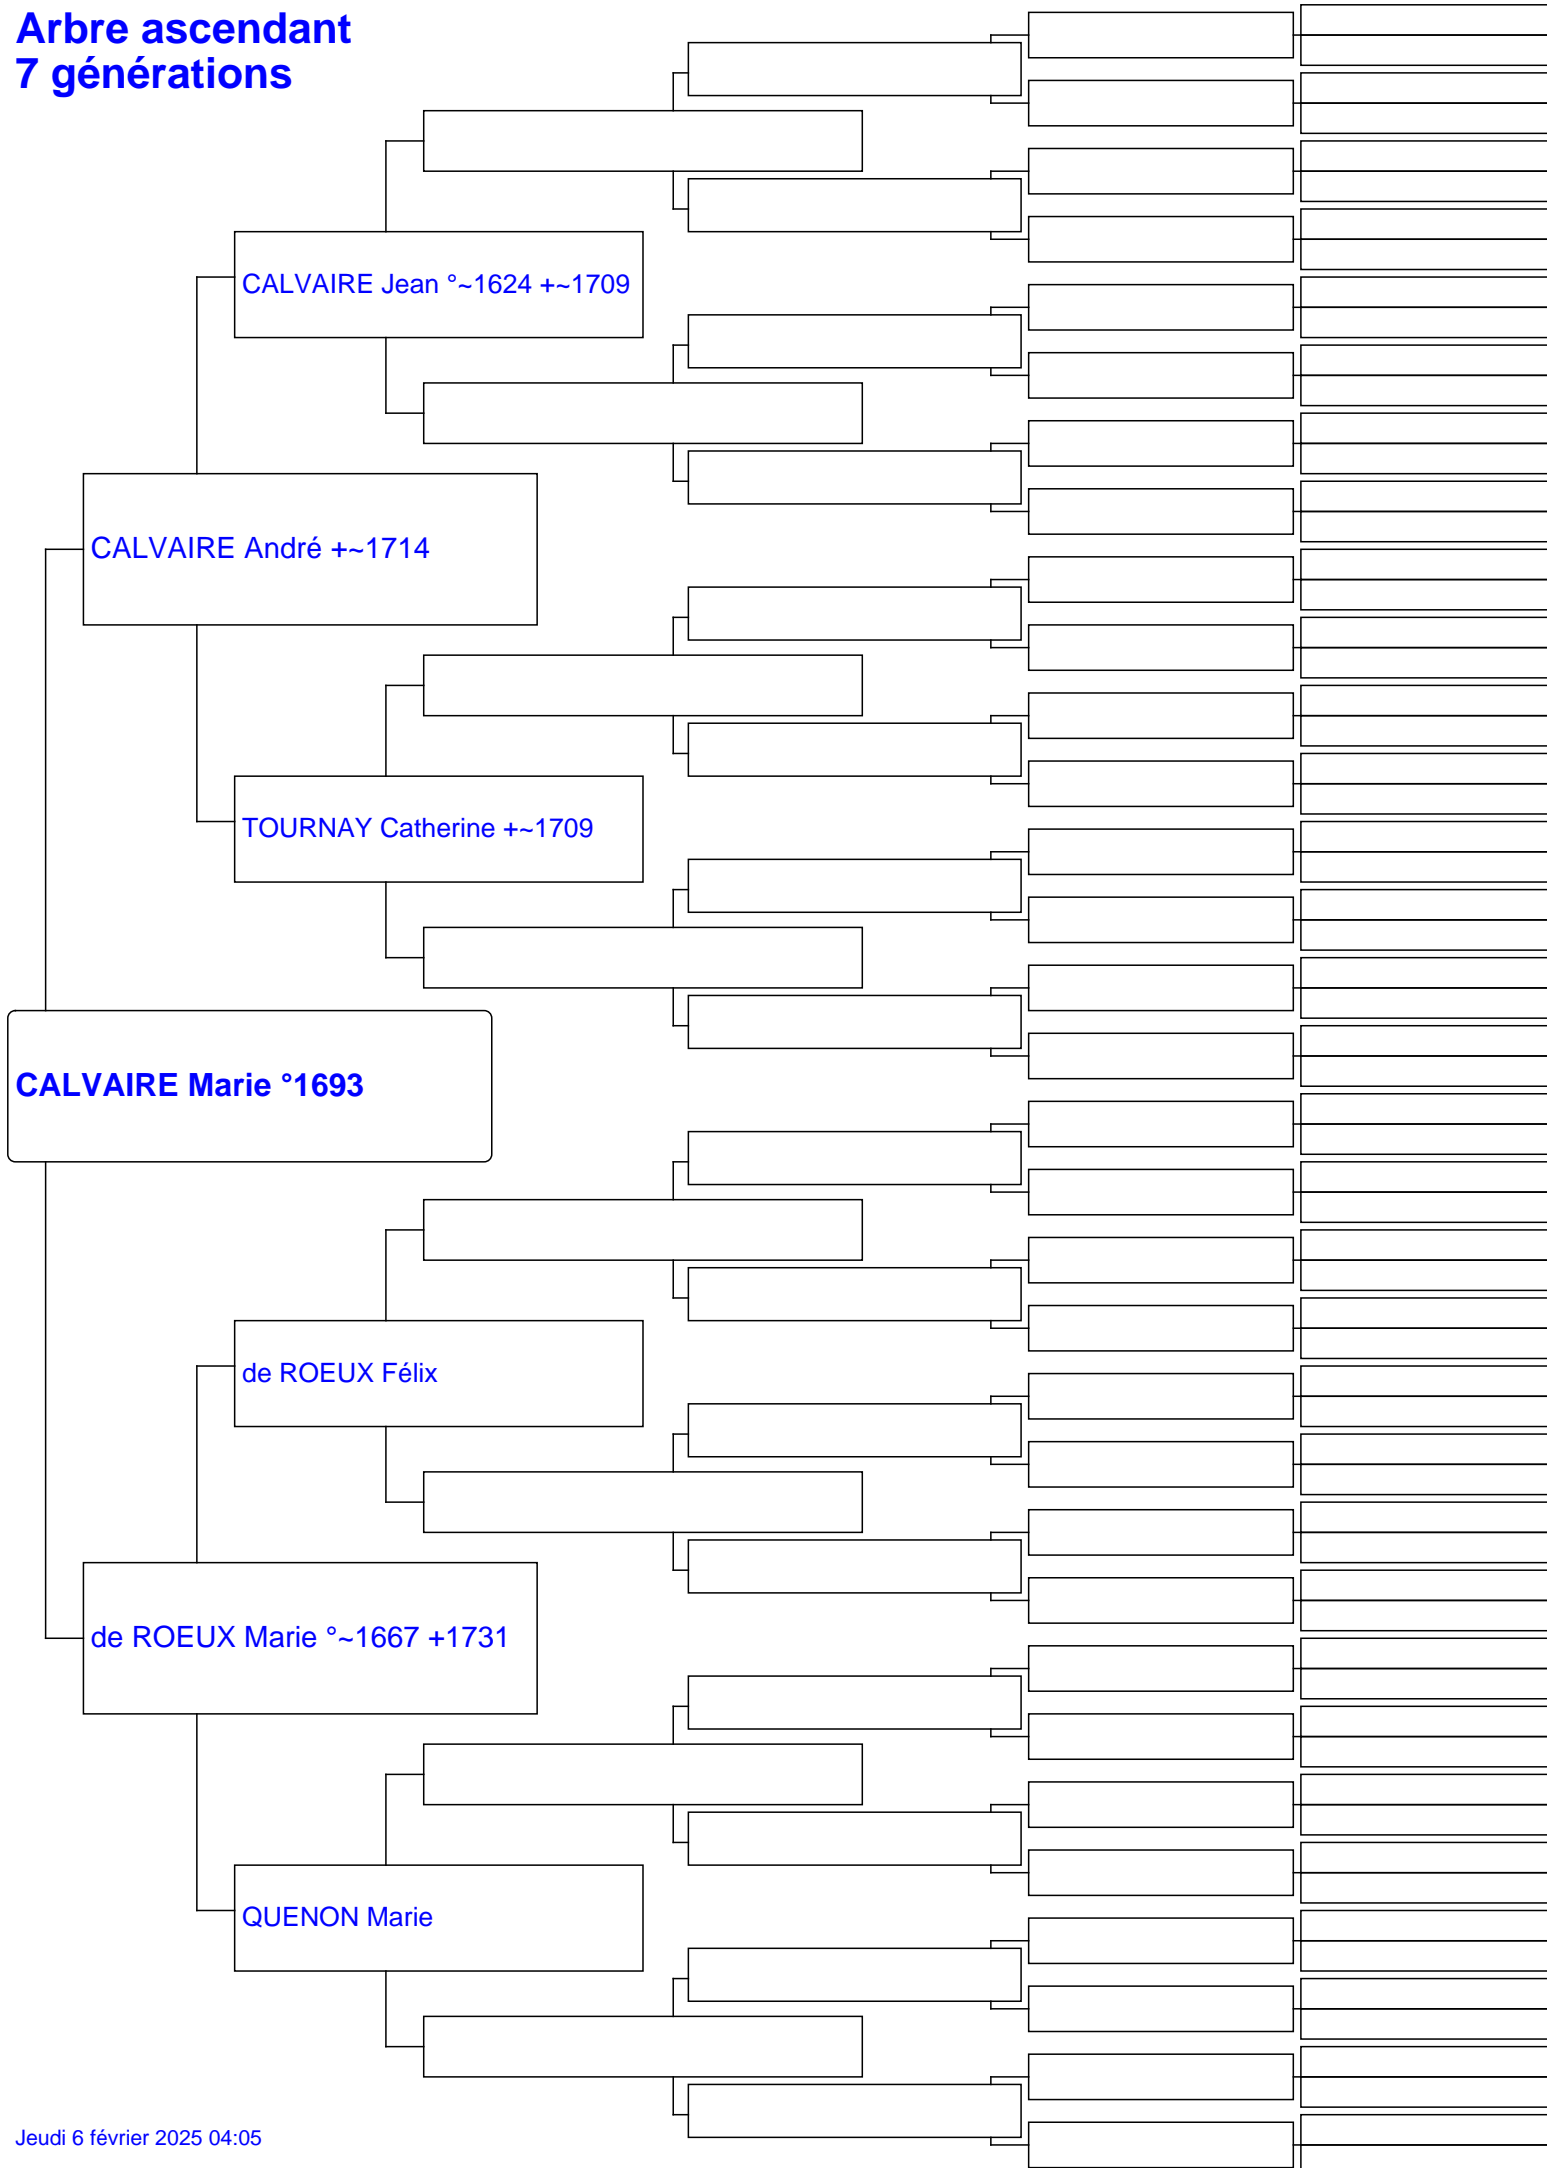 Arbre ascendant
7 générations
CALVAIRE Jean °~1624 +~1709
CALVAIRE André +~1714
TOURNAY Catherine +~1709
CALVAIRE Marie °1693
de ROEUX Félix
de ROEUX Marie °~1667 +1731
QUENON Marie
Jeudi 6 février 2025 04:05